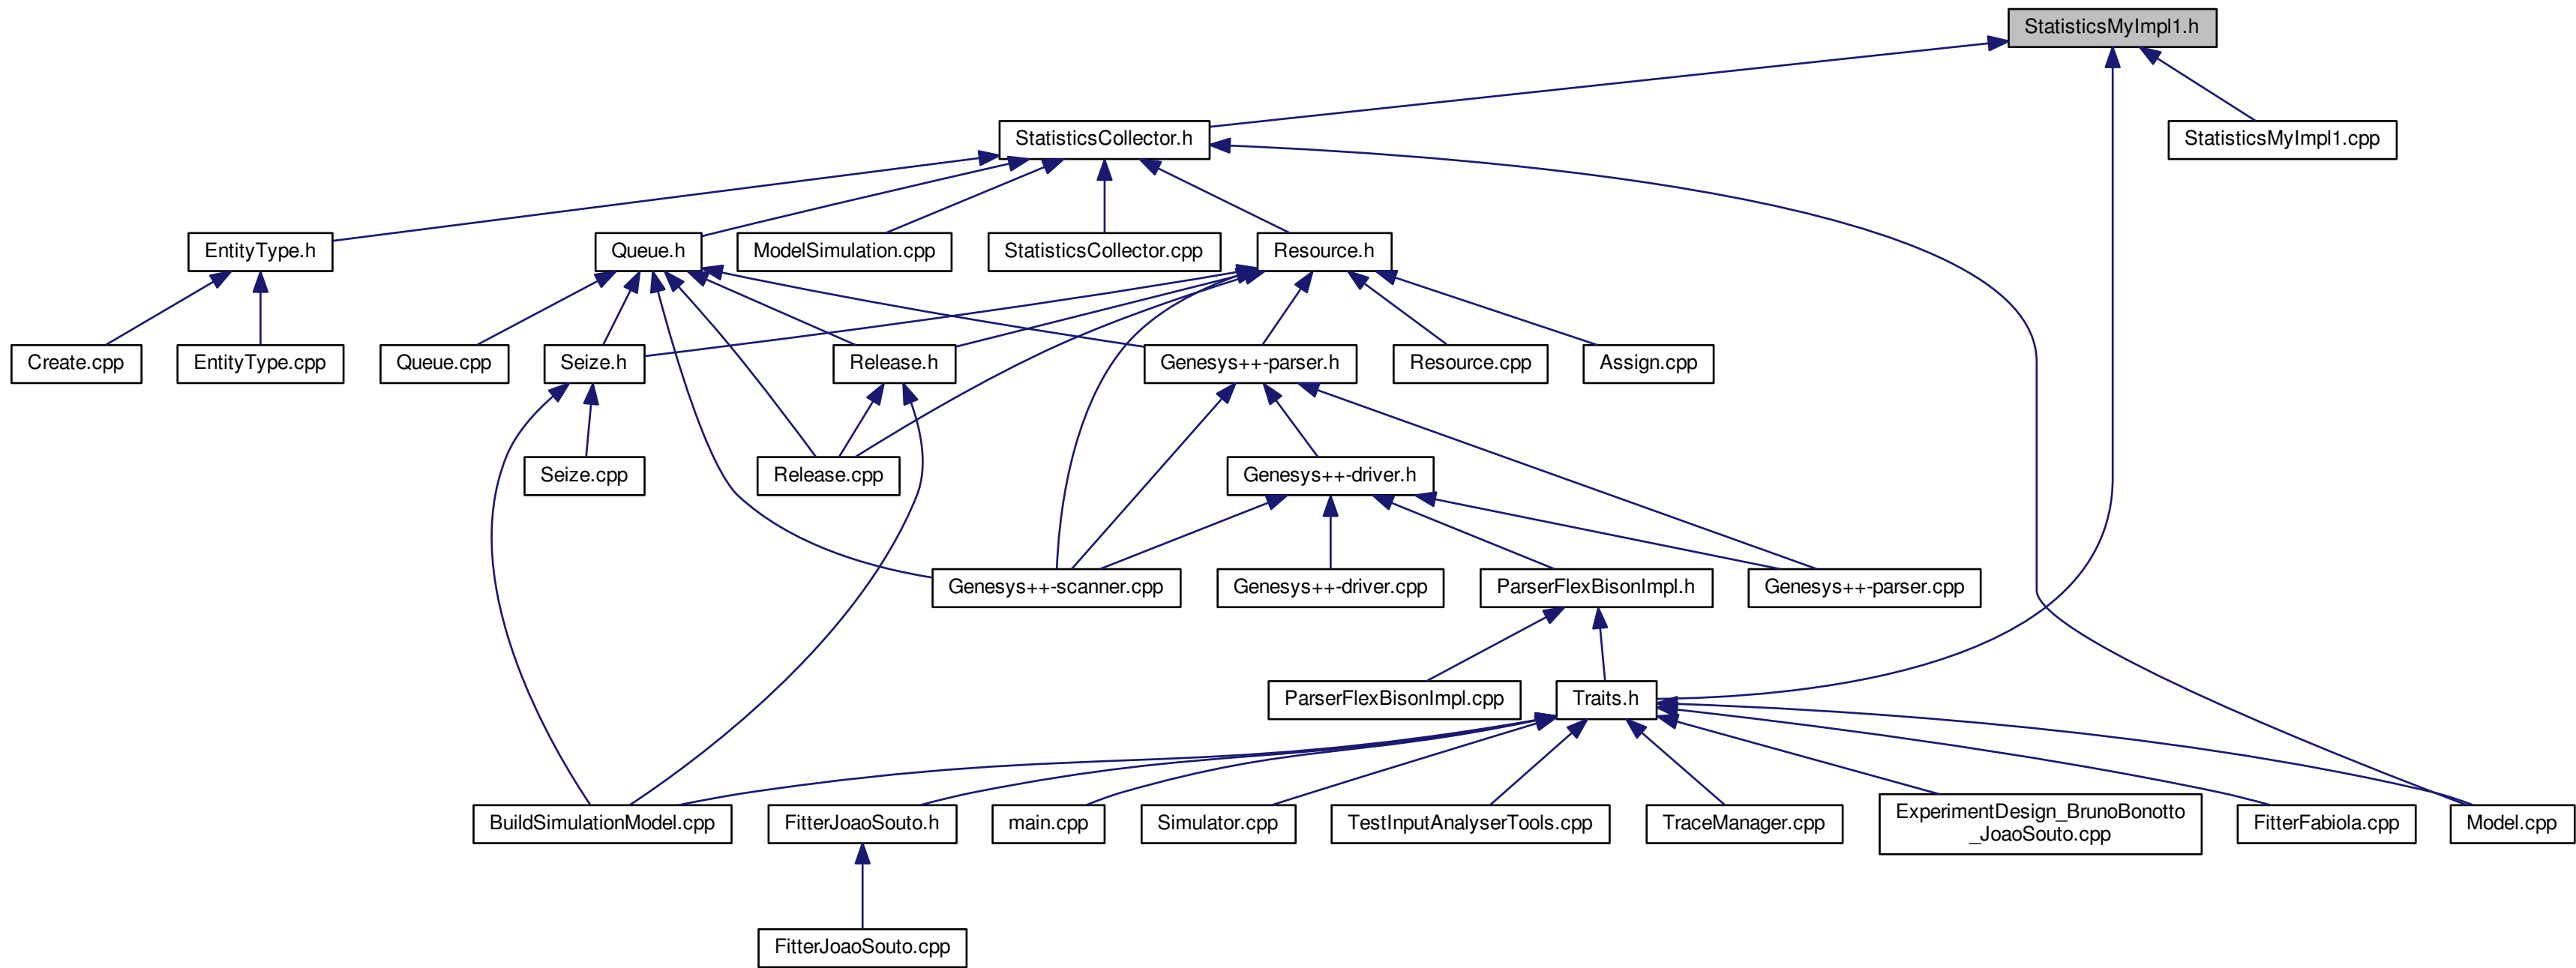 StatisticsMyImpl1.h
StatisticsCollector.h
StatisticsMyImpl1.cpp
EntityType.h
Queue.h
ModelSimulation.cpp
StatisticsCollector.cpp
Resource.h
Create.cpp
EntityType.cpp
Queue.cpp
Seize.h
Release.h
Genesys++-parser.h
Resource.cpp
Assign.cpp
Seize.cpp
Release.cpp
Genesys++-driver.h
Genesys++-scanner.cpp
Genesys++-driver.cpp
ParserFlexBisonImpl.h
Genesys++-parser.cpp
ParserFlexBisonImpl.cpp
Traits.h
BuildSimulationModel.cpp
FitterJoaoSouto.h
main.cpp
Simulator.cpp
TestInputAnalyserTools.cpp
TraceManager.cpp
ExperimentDesign_BrunoBonotto
_JoaoSouto.cpp
FitterFabiola.cpp
Model.cpp
FitterJoaoSouto.cpp